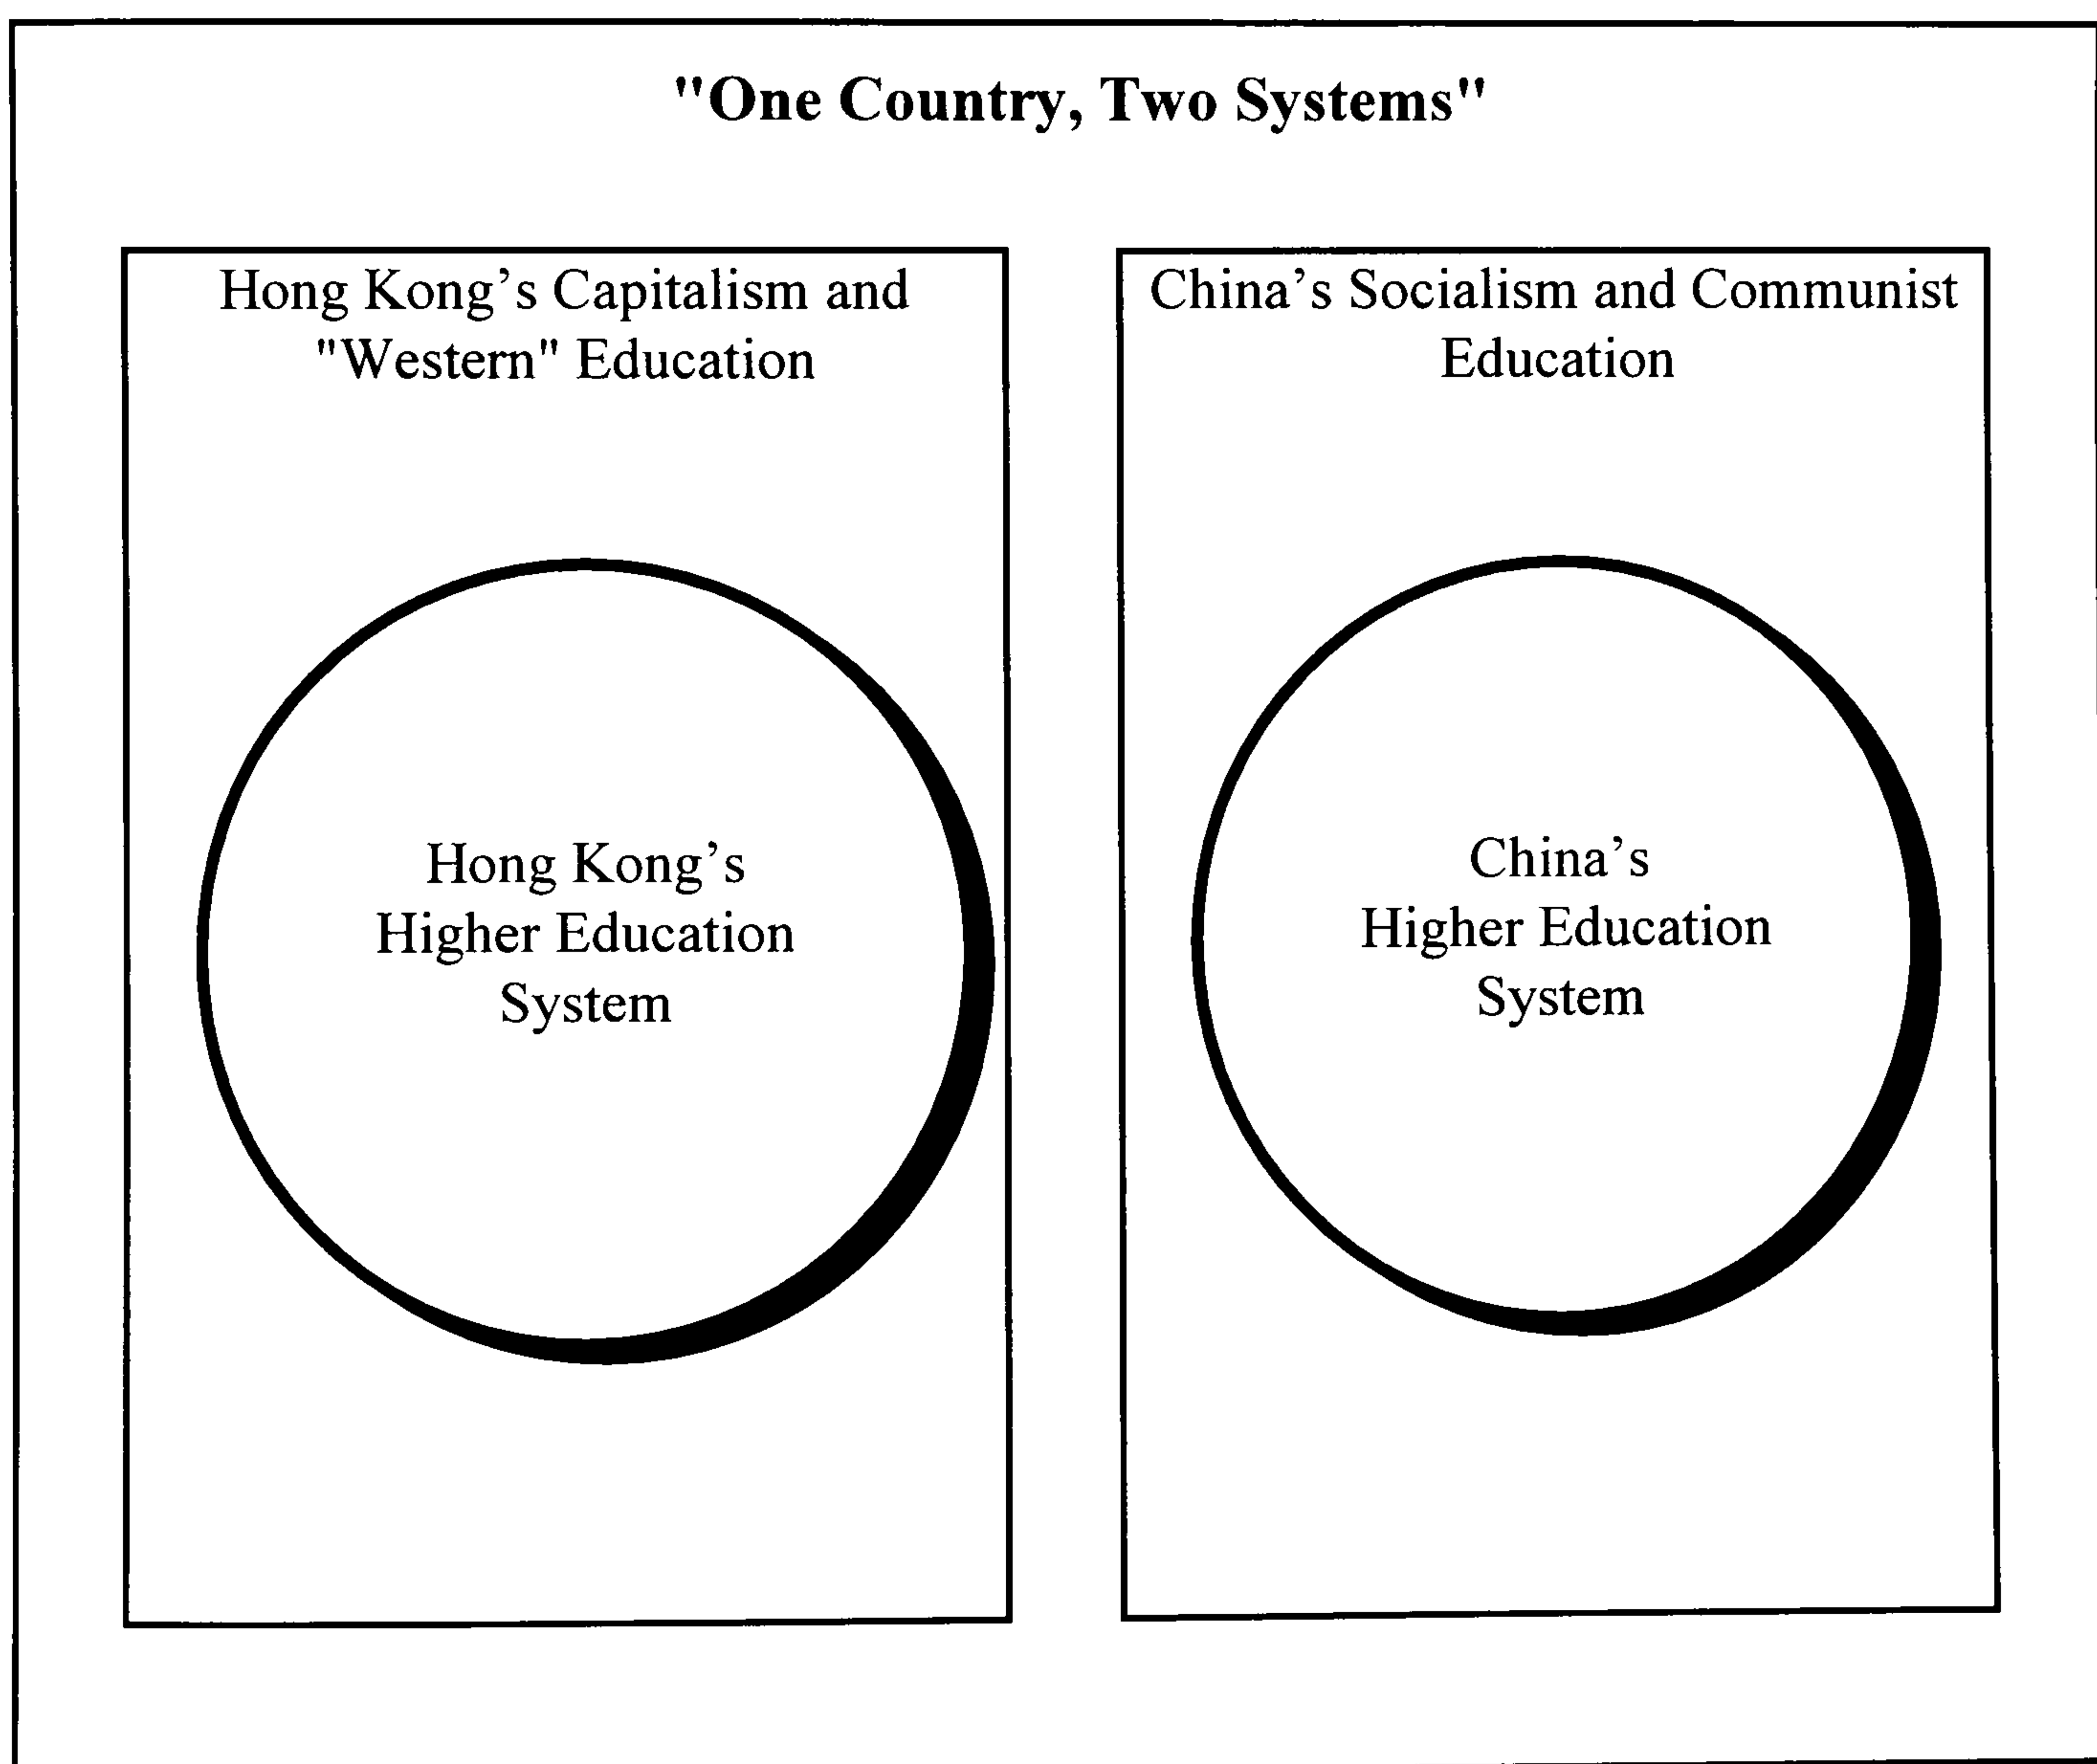 "One Country, Two Systems"
Hong Kong's Capitalism and
"Western" Education
China's Socialism and Communist
Education
Hong Kong's
Higher Education
System
China's
Higher Education
System